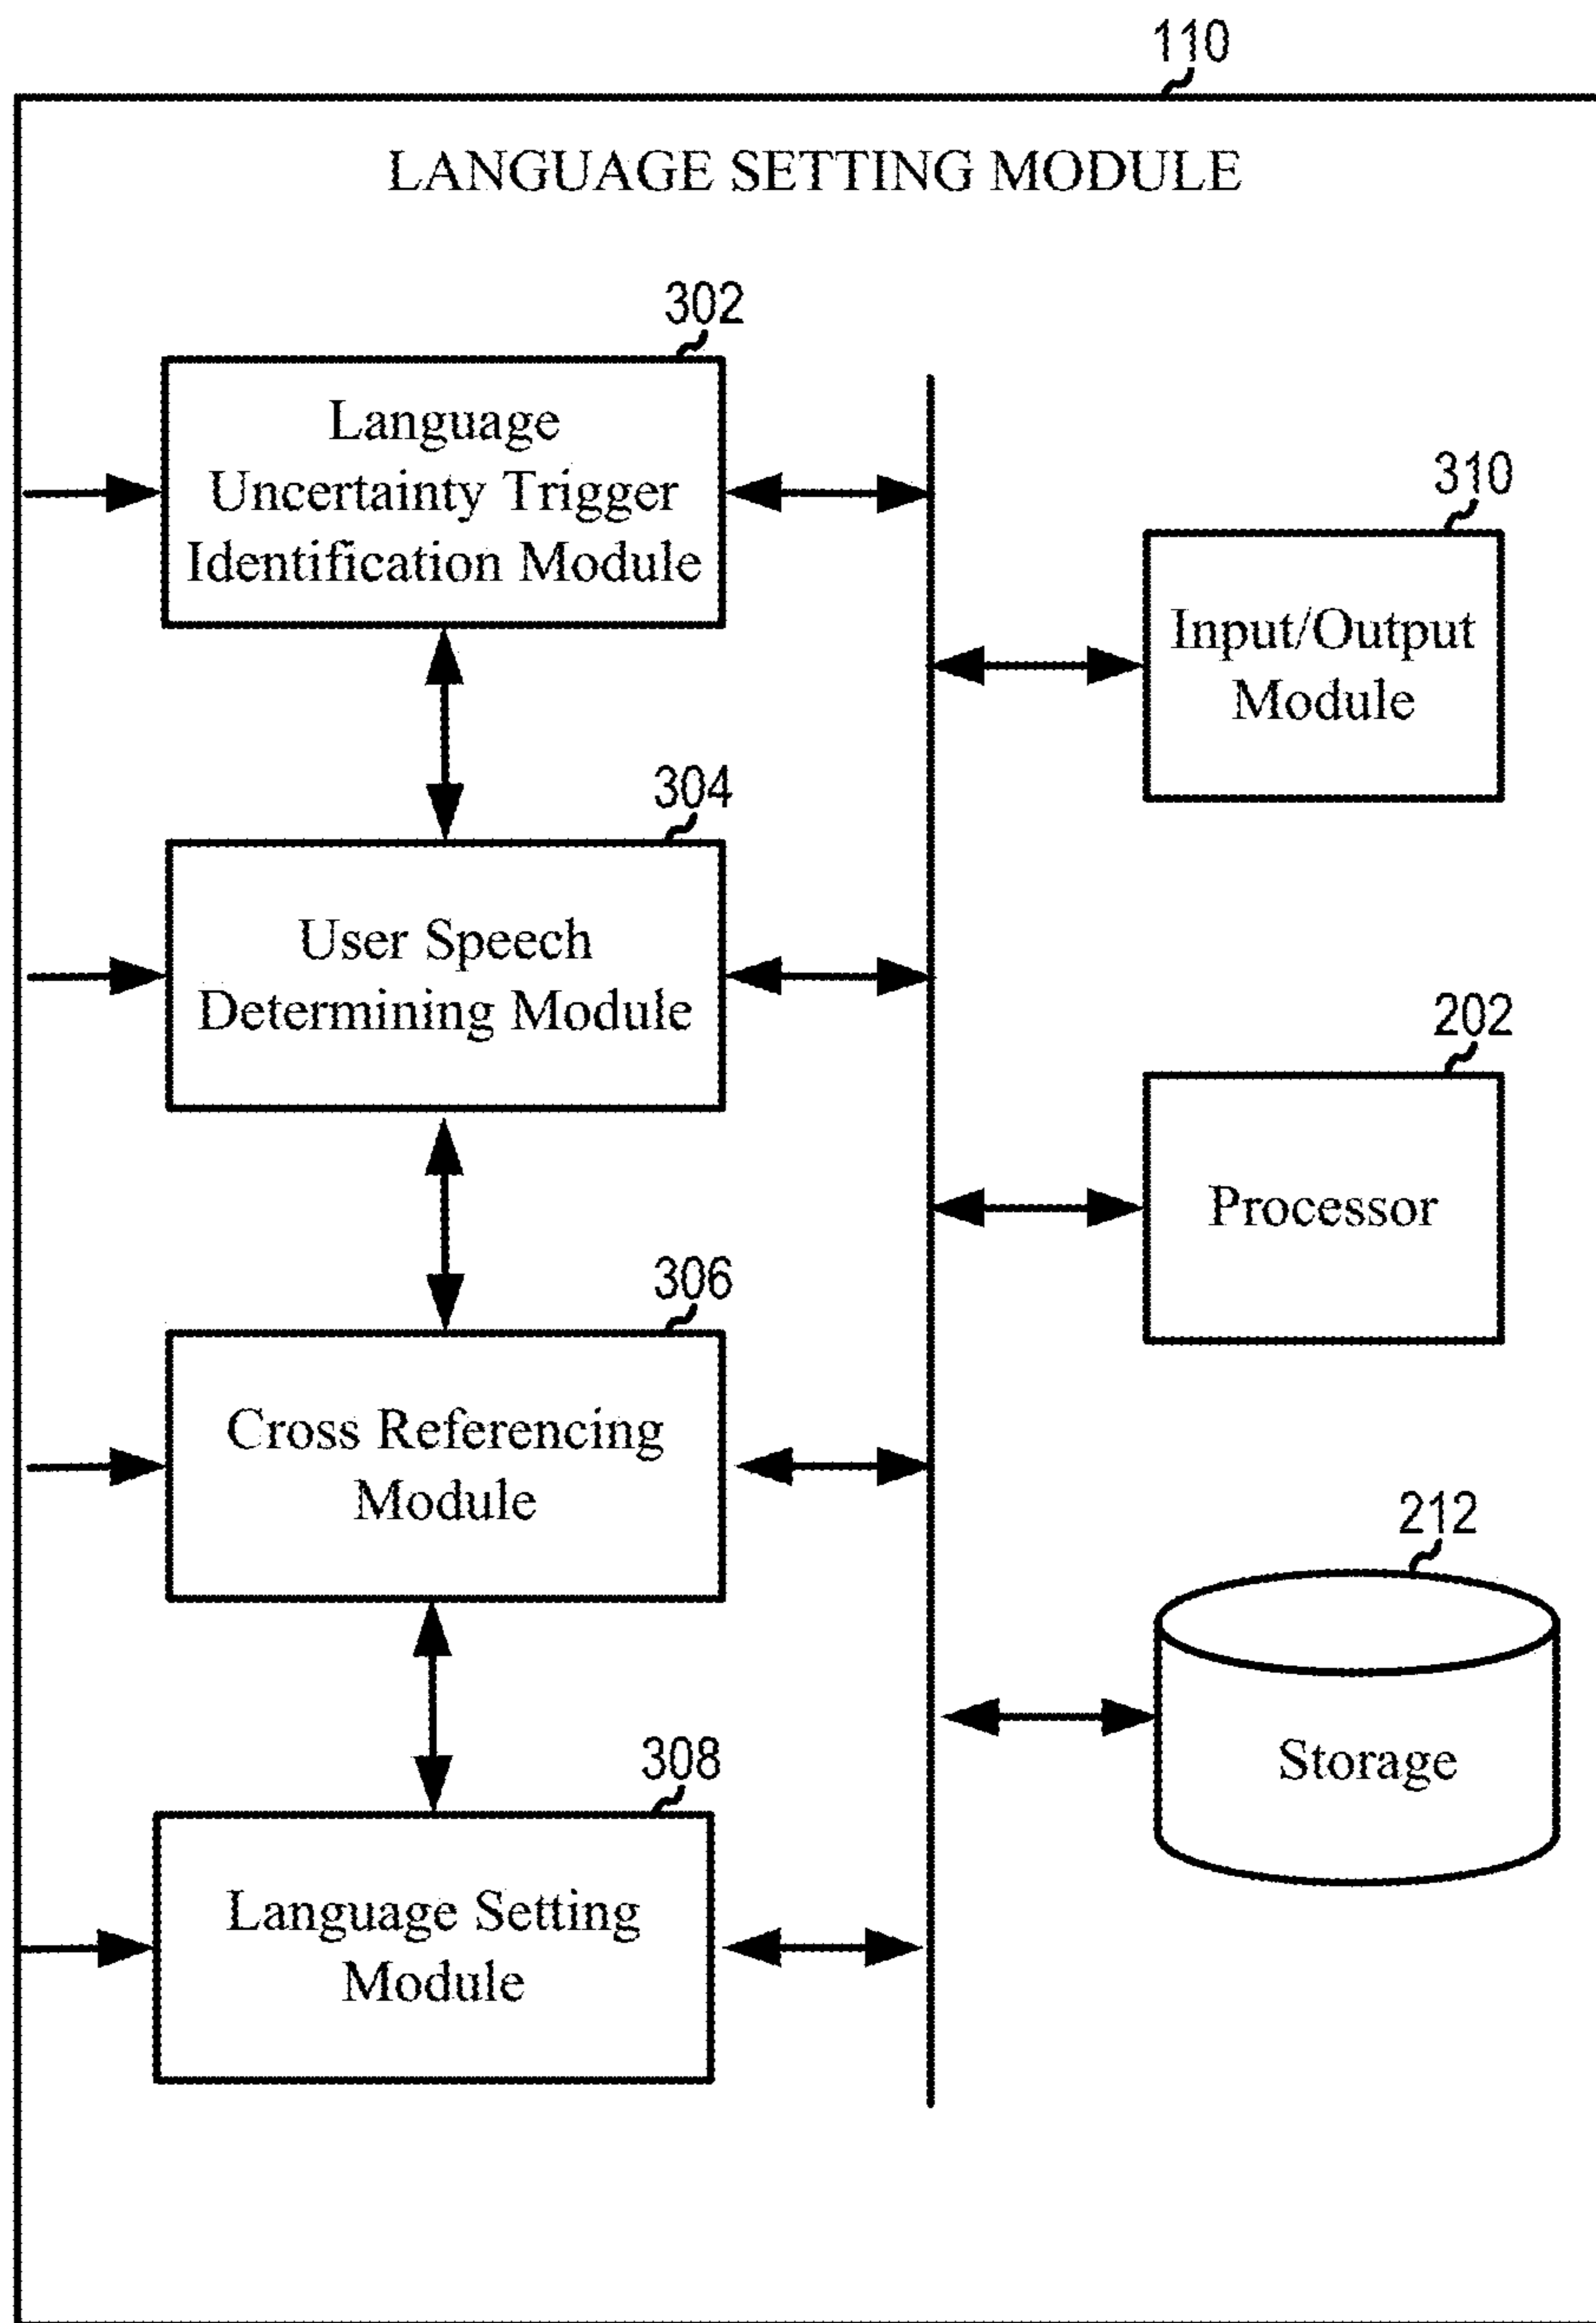 110
LANGUAGE SETTING MODULE
302
Language
Uncertainty Trigger
Identification Module
310
Input/Output
Module
304
User Speech
Determining Module
202
Processor
306
Cross Referencing
Module
212
Storage
308
Language Setting
Module